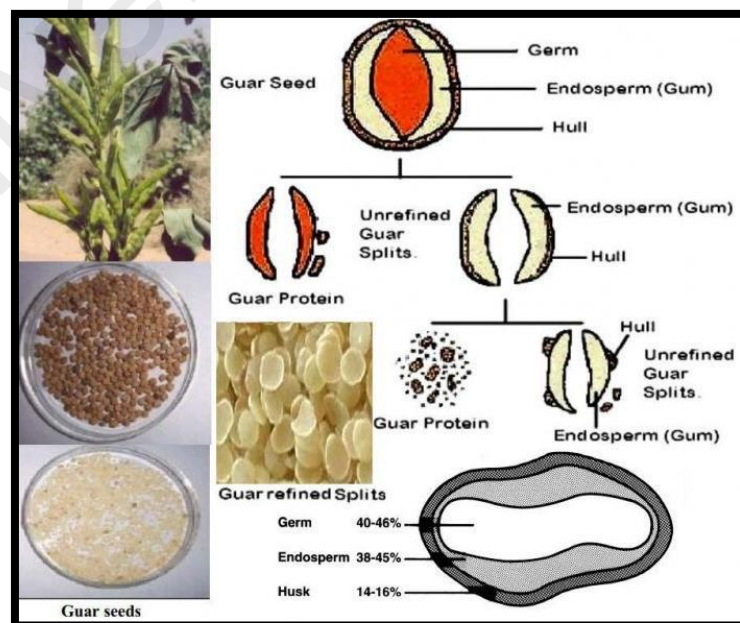 Germ
Guar Seed
Endosperm (Gum)
Hull
Unrefined
Guar
Splits.
Endosperm (Gum)
Hull
Guar Protein
Hull
Unrefined
Guar
Splits.
Guar Protein
Endosperm (Gum)
Guar refined Splits
Germ 40-46%
Endosperm 38-45%
Husk 14-16%
Guar seeds